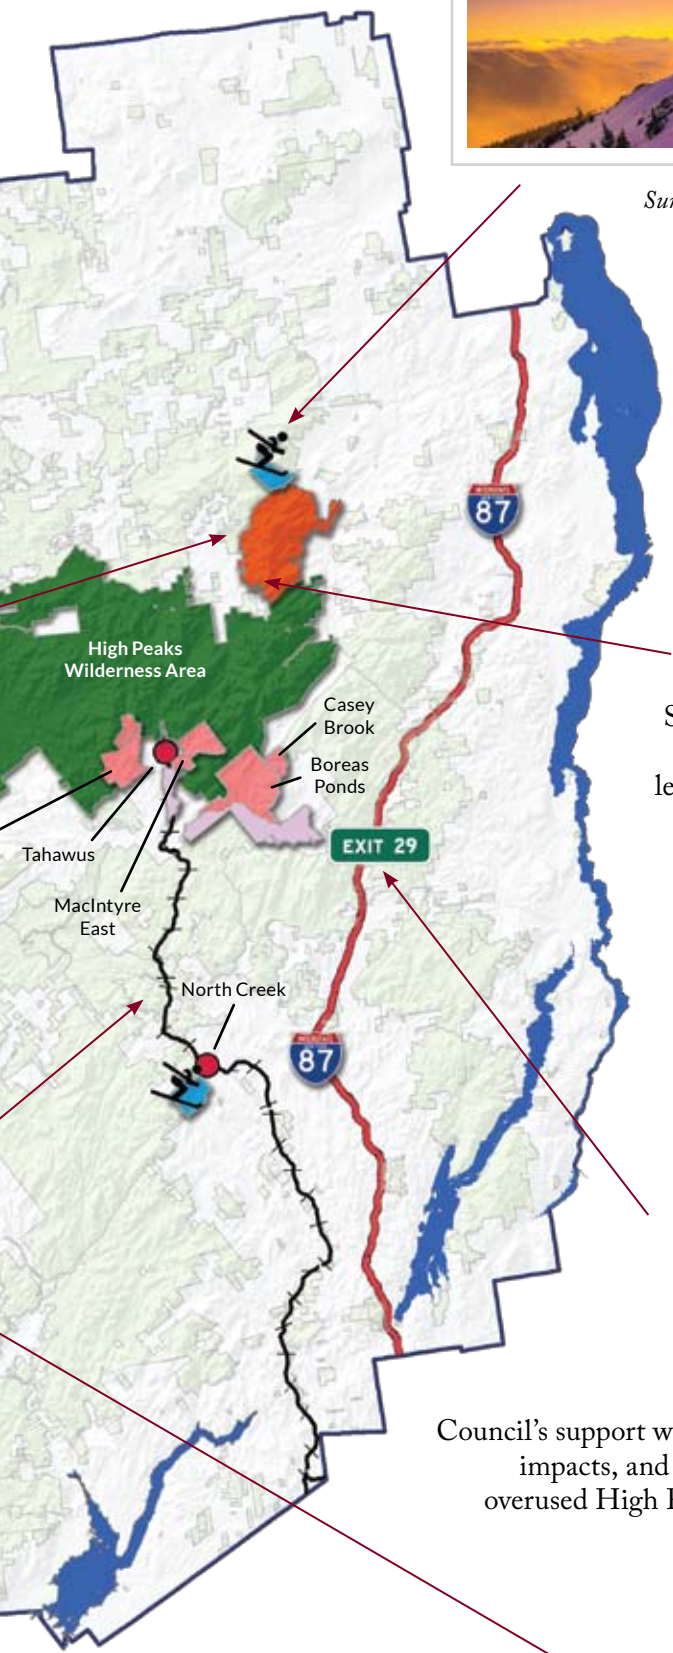 Sur
87
High Peaks
Wilderness Area
S
Casey
Brook
Boreas
Ponds
le
EXIT 29
Tahawus
MacIntyre
East
North Creek
87
Council’s support w
impacts, and
overused High